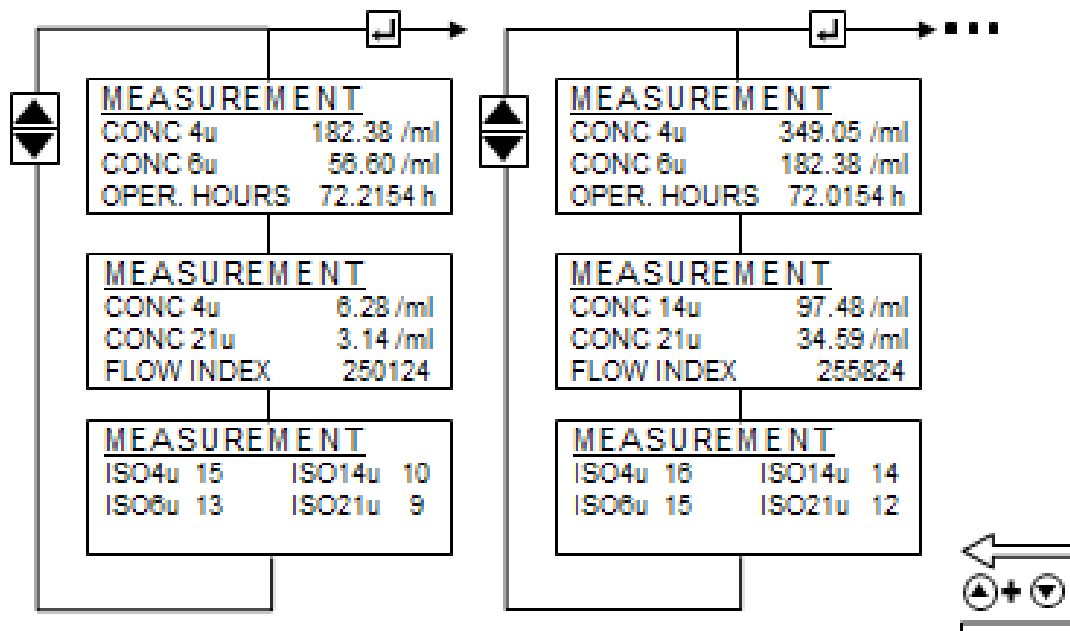 MEASUREMENT
CONC 4u 182.38 /ml
CONC 6u 56.60 /ml
OPER. HOURS 72.2154 h
MEASUREMENT
CONC 4u 6.28 /ml
CONC 21u 3.14 /ml
FLOW INDEX 250124
MEASUREMENT
ISO4u 15 ISO14u 10
ISO6u 13 ISO21u 9
MEASUREMENT
CONC 4u 349.05 /ml
CONC 6u 182.38 /ml
OPER. HOURS 72.0154 h
MEASUREMENT
CONC 14u 97.48 /ml
CONC 21u 34.59 /ml
FLOW INDEX 255824
MEASUREMENT
ISO4u 16 ISO14u 14
ISO6u 15 ISO21u 12